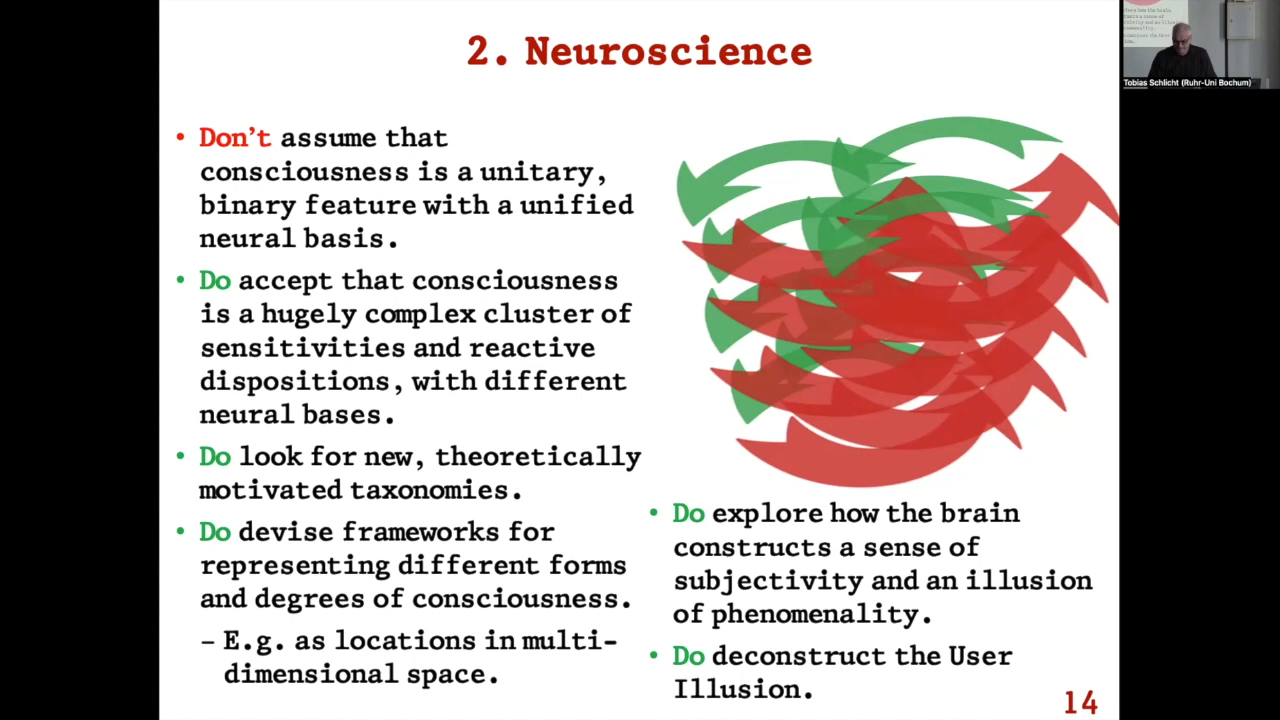 2. Neuroscience
• Don't assume that
consciousness is a unitary,
binary feature with a unified
neural basis.
• Do accept that consciousness
is a hugely complex cluster of
sensitivities and reactive
dispositions, with different
neural bases.
• Do look for new, theoretically
motivated taxonomies.
• Do devise frameworks for
representing different forms
and degrees of consciousness.
– E.g. as locations in multi-
dimensional space.
• Do explore how the brain
constructs a sense of
subjectivity and an illusion
of phenomenality.
• Do deconstruct the User
Illusion.
14
Tobias Schlicht (Ruhr-Uni Bochum)